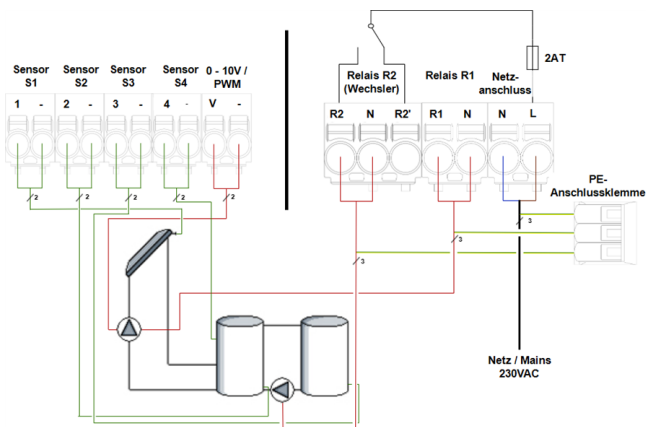 2AT
Sensor S1
Sensor S2
Sensor S3
Sensor S4
0 - 10V / PWM
Relais R2 (Wechsler)
Relais R1
Netz-
anschluss
1 - 2 - 3 - 4 - V -
R2 N R2' R1 N N L
PE-
Anschlussklemme
2 2 2 2 2
3
3
3
Netz / Mains
230VAC